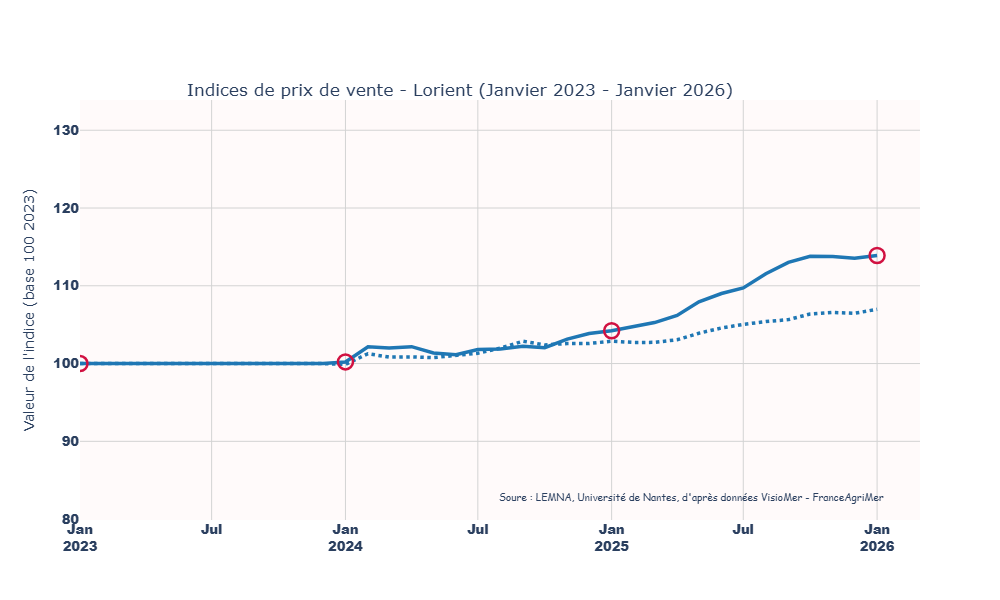 Indices de prix de vente - Lorient (Janvier 2023 - Janvier 2026)
Valeur de l'indice (base 100 2023)
130
120
110
100
90
80
Soure : LEMNA, Université de Nantes, d'après données VisioMer - FranceAgriMer
Jan Jul Jan Jul Jan Jul Jan
2023 2024 2025 2026